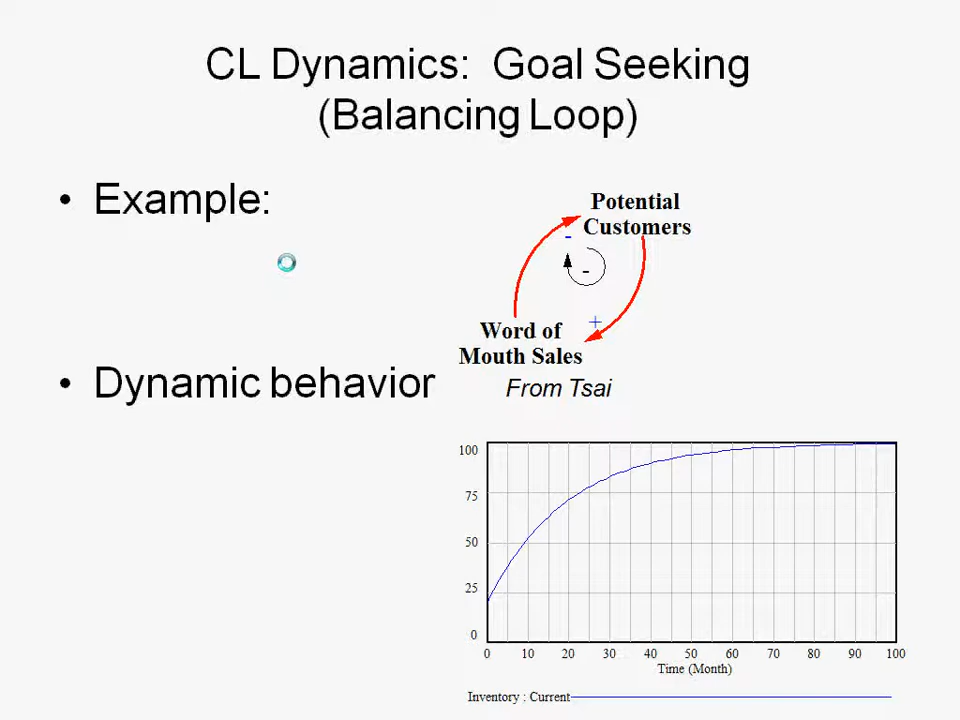 CL Dynamics: Goal Seeking
(Balancing Loop)
• Example:
Potential
Customers
-
-
+
Word of
Mouth Sales
From Tsai
• Dynamic behavior
100
75
50
25
0
0 10 20 30 40 50 60 70 80 90 100
Time (Month)
Inventory : Current